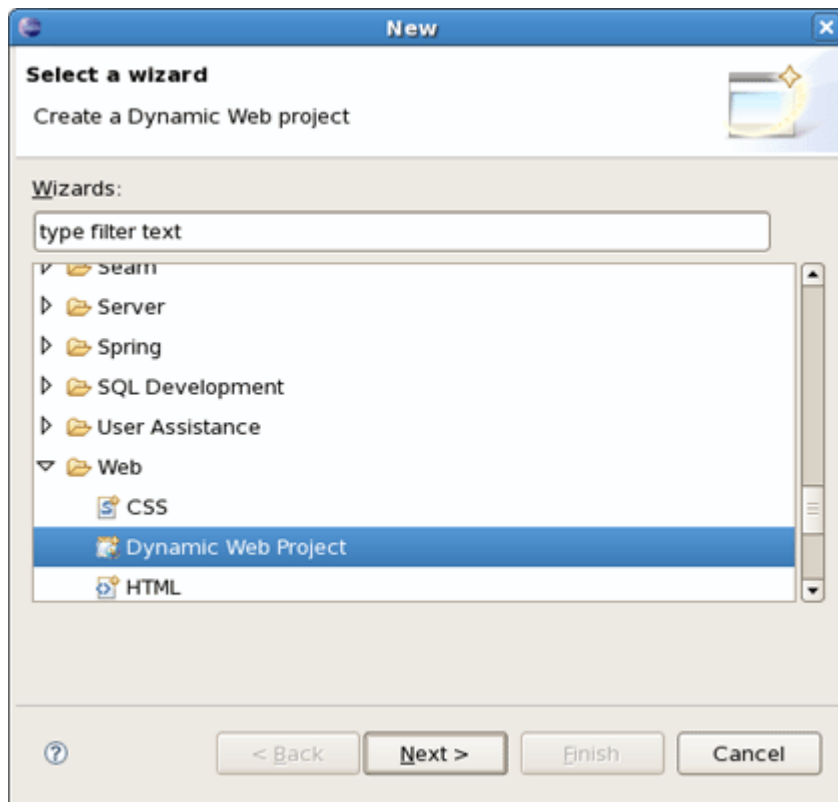 New
Select a wizard
Create a Dynamic Web project
Wizards:
type filter text
Seam
Server
Spring
SQL Development
User Assistance
Web
CSS
Dynamic Web Project
HTML
< Back Next > Finish Cancel